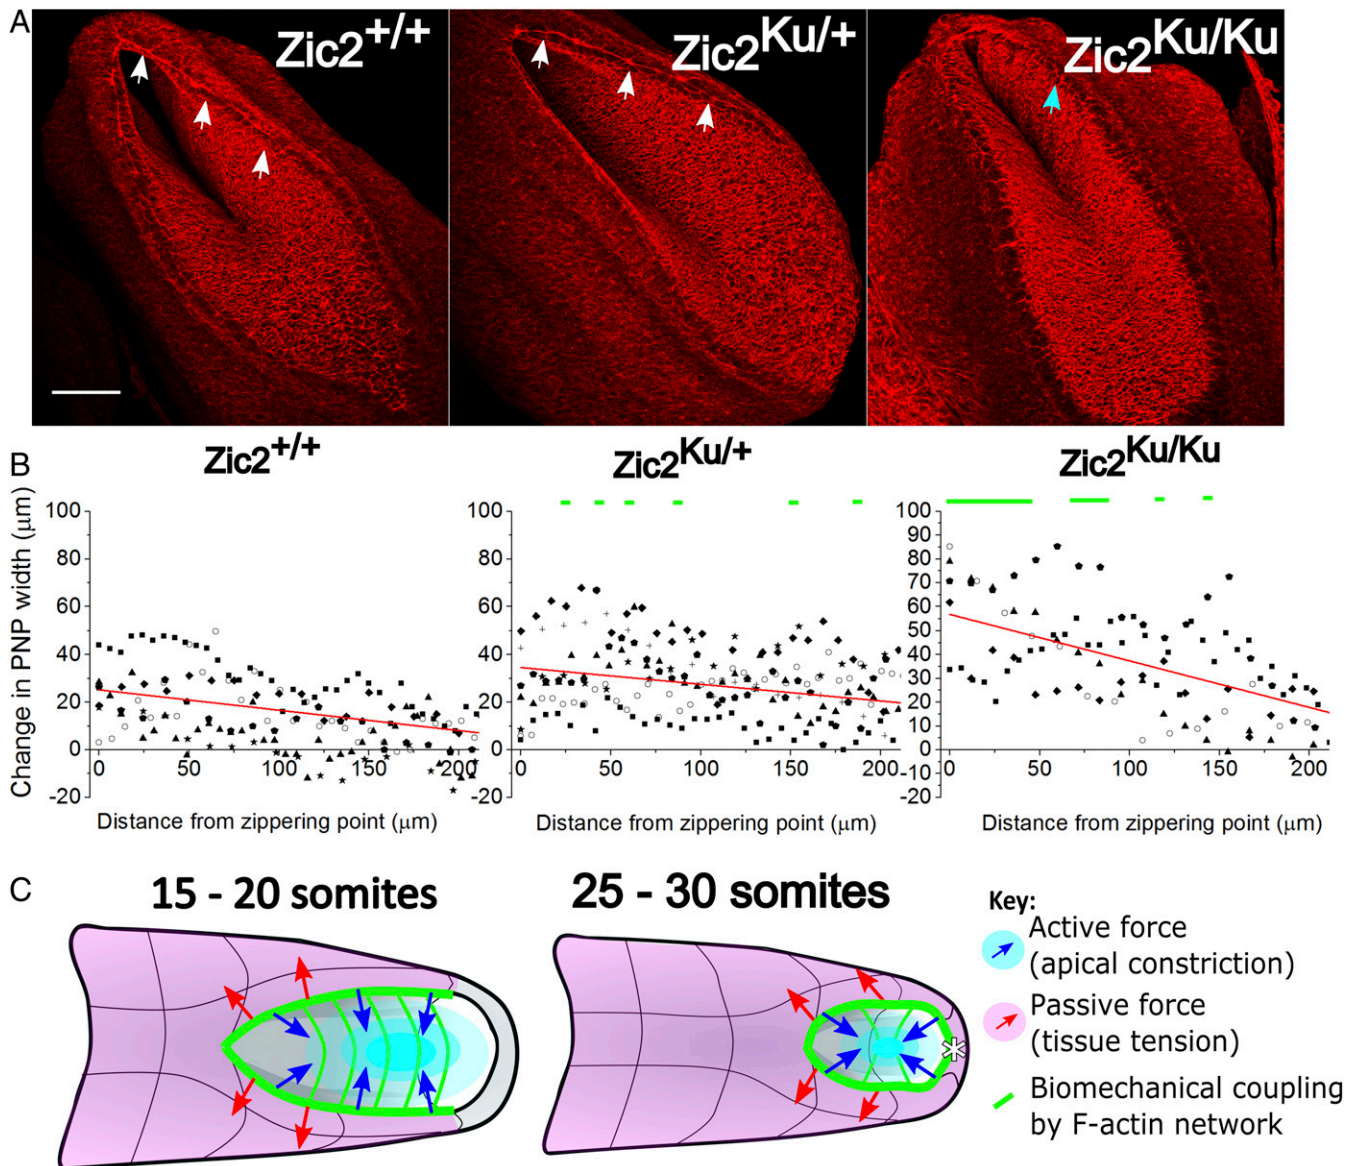 A
Zic2+/+
Zic2Ku/+
Zic2Ku/Ku
B
Zic2+/+
Zic2Ku/+
Zic2Ku/Ku
Change in PNP width (μm)
100
80
60
40
20
0
-20
0
50
100
150
200
Distance from zippering point (μm)
100
80
60
40
20
0
-20
0
50
100
150
200
Distance from zippering point (μm)
100
90
80
70
60
50
40
30
20
10
0
-10
-20
0
50
100
150
200
Distance from zippering point (μm)
C
15 - 20 somites
25 - 30 somites
*
Key:
Active force
(apical constriction)
Passive force
(tissue tension)
Biomechanical coupling
by F-actin network